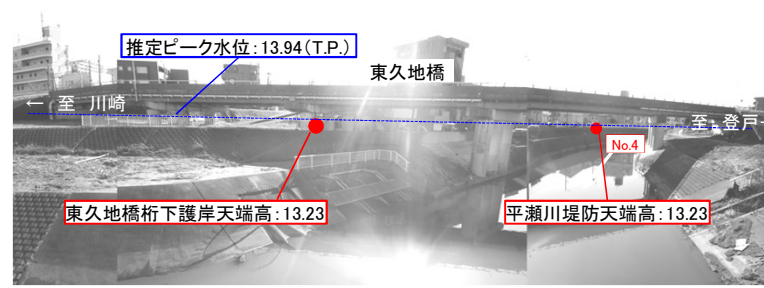 推定ピーク水位:13.94(T.P.)
東久地橋
← 至 川崎
至 登戸→
No.4
東久地橋桁下護岸天端高:13.23
平瀬川堤防天端高:13.23